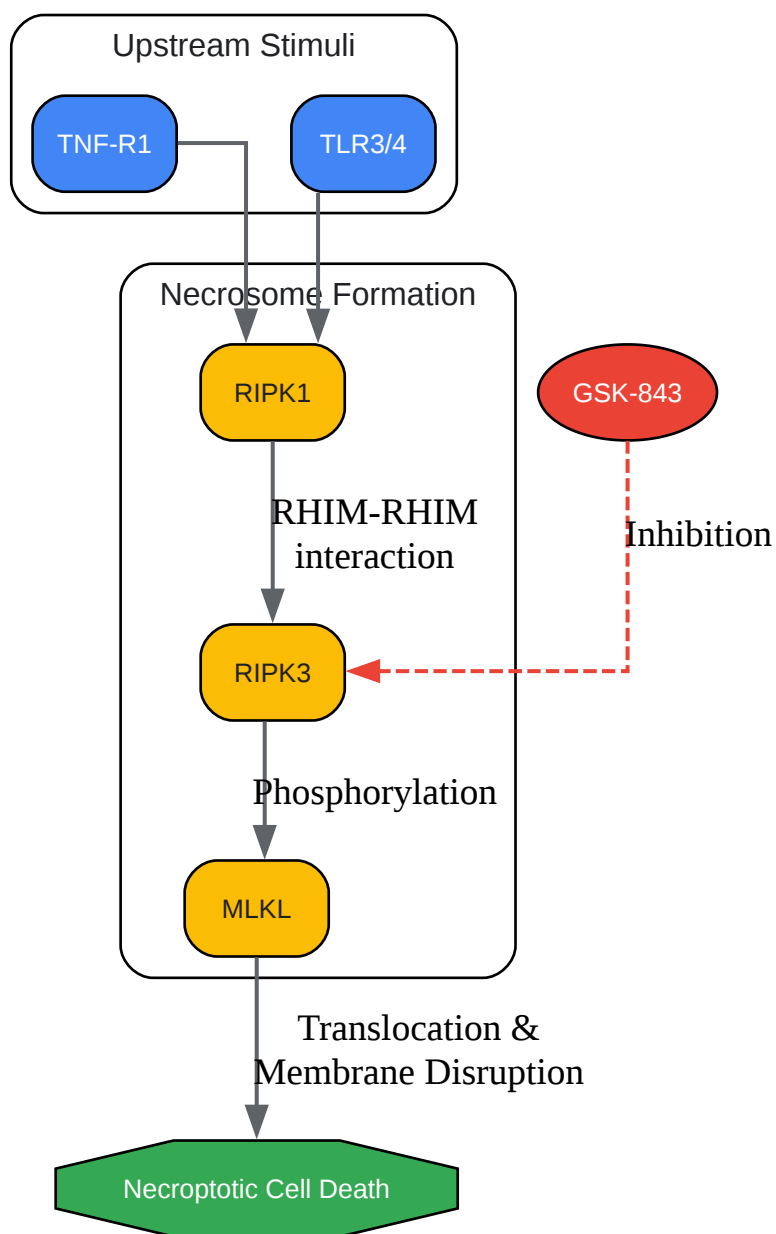 Upstream Stimuli
TNF-R1
TLR3/4
Necrosome Formation
RIPK1
GSK-843
RHIM-RHIM
interaction
Inhibition
RIPK3
Phosphorylation
MLKL
Translocation &
Membrane Disruption
Necroptotic Cell Death